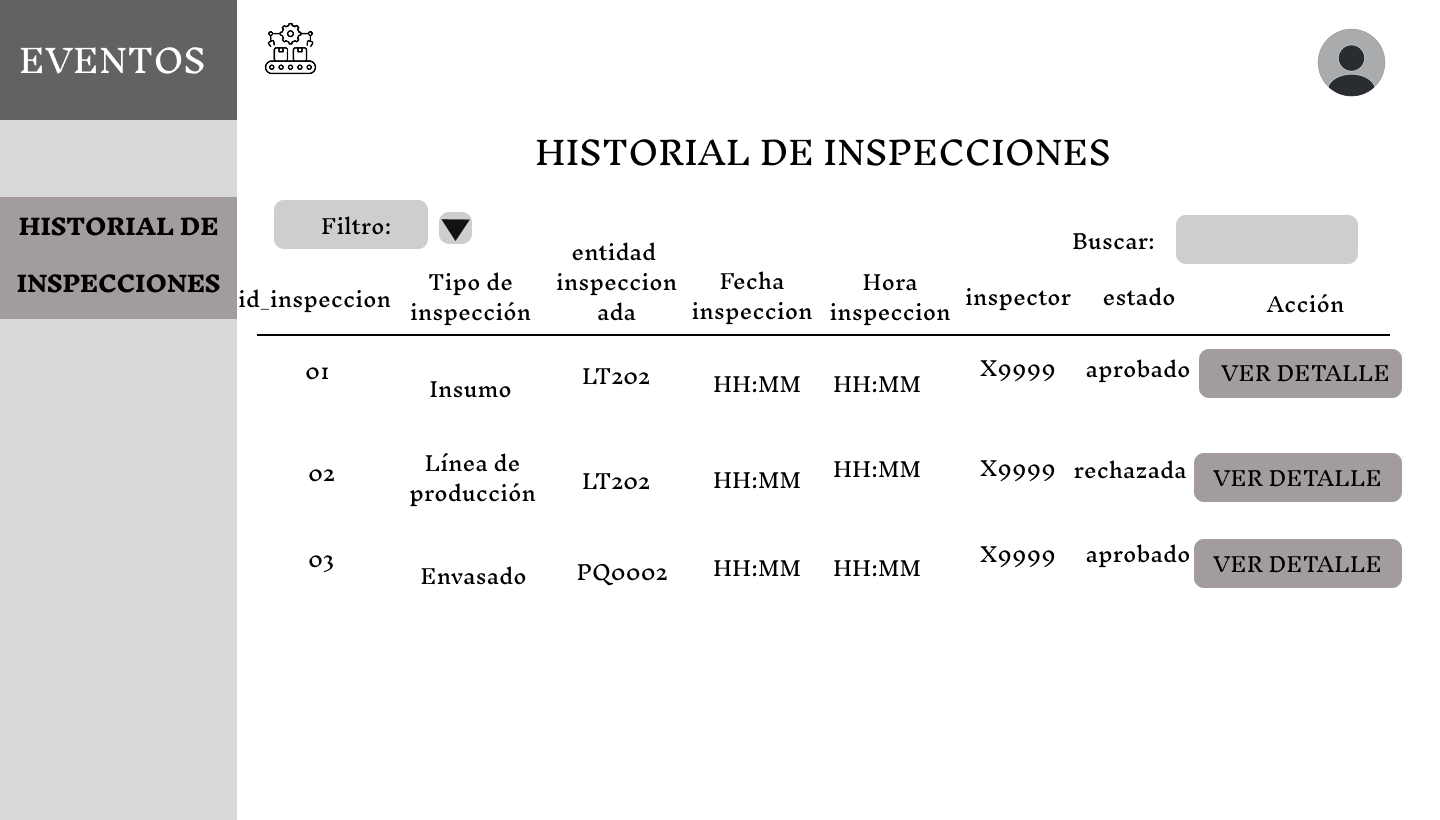 EVENTOS
HISTORIAL DE INSPECCIONES
HISTORIAL DE
INSPECCIONES
Filtro:
Buscar:
id_inspeccion
Tipo de
inspección
entidad
inspeccion
ada
Fecha
inspeccion
Hora
inspeccion
inspector
estado
Acción
01 Insumo LT202 HH:MM HH:MM X9999 aprobado VER DETALLE
02 Línea de
producción LT202 HH:MM HH:MM X9999 rechazada VER DETALLE
03 Envasado PQ0002 HH:MM HH:MM X9999 aprobado VER DETALLE